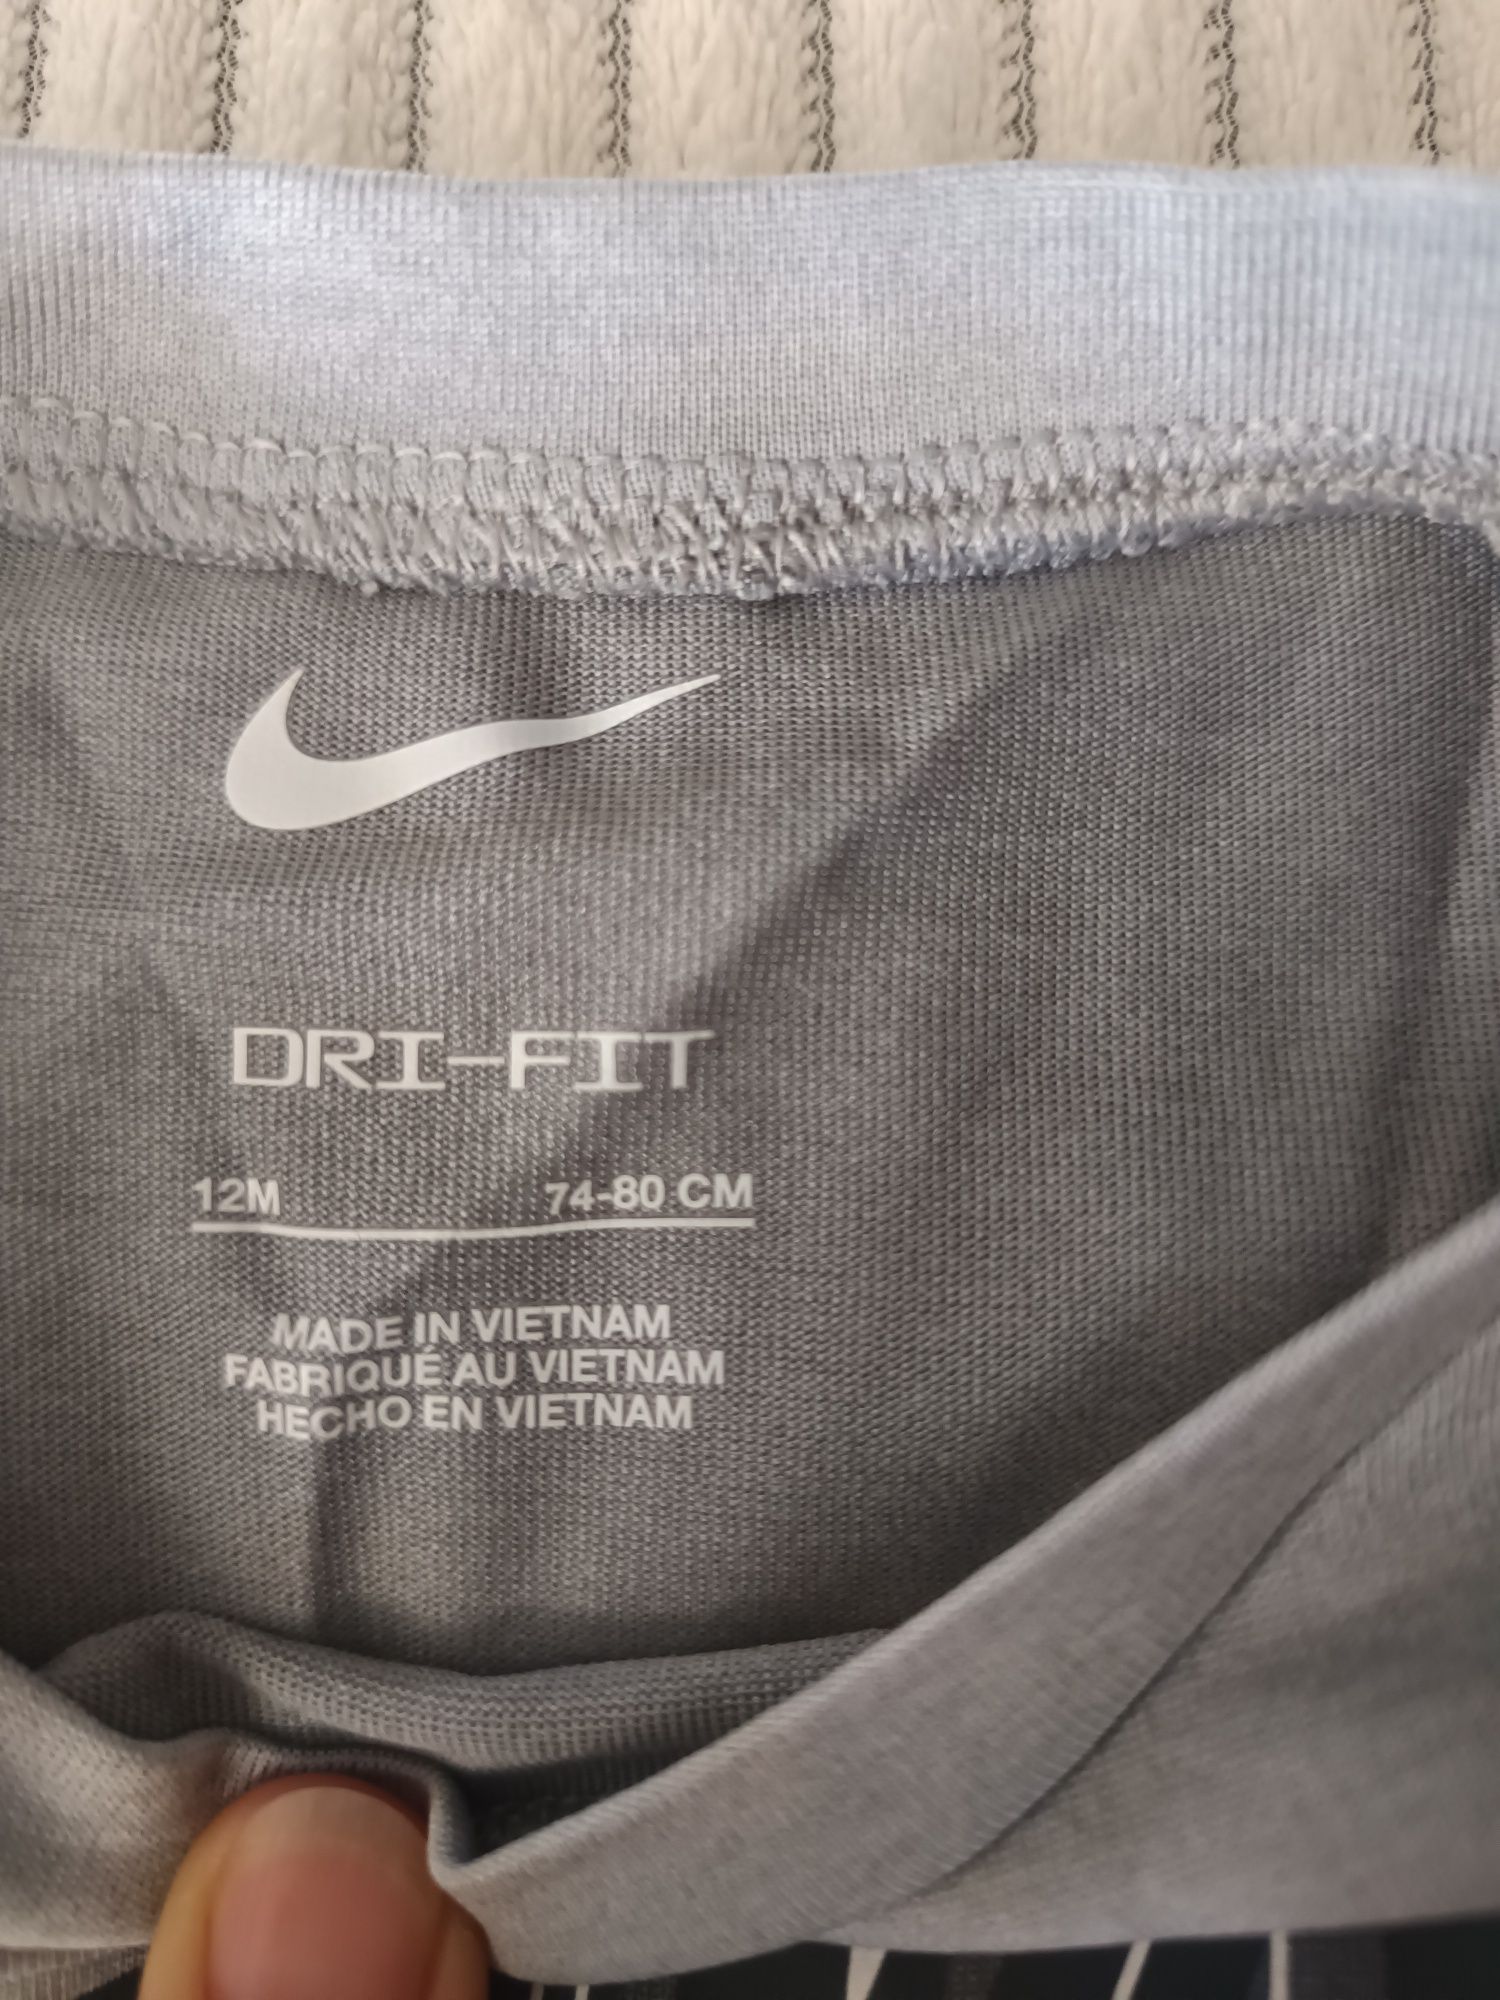 DRI-FIT
12M 74-80 CM
MADE IN VIETNAM
FABRIQUÉ AU VIETNAM
HECHO EN VIETNAM